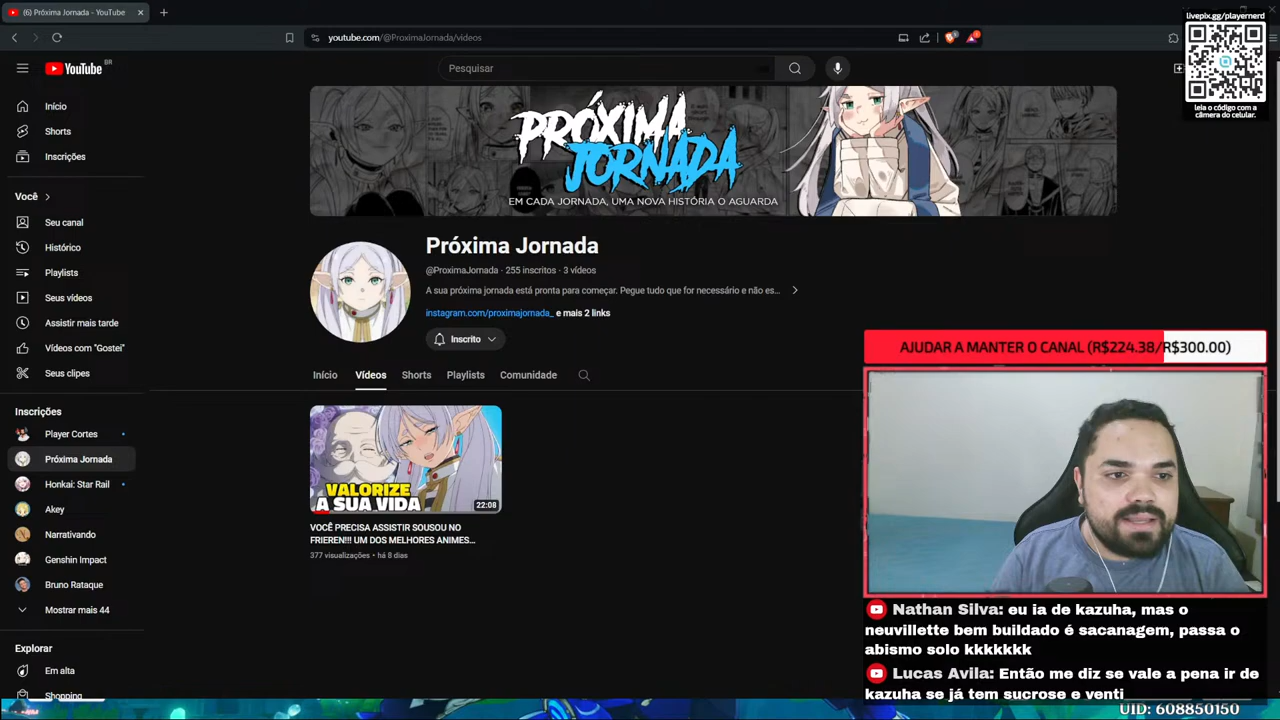 (6) Próxima Jornada - YouTube
youtube.com/@ProximaJornada/videos
livepix.gg/playernerd
leia o código com a
câmera do celular.
YouTube BR
Pesquisar
Início
Shorts
Inscrições
Você
Seu canal
Histórico
Playlists
Seus vídeos
Assistir mais tarde
Vídeos com "Gostei"
Seus clipes
Inscrições
Player Cortes
Próxima Jornada
Honkai: Star Rail
Akey
Narrativando
Genshin Impact
Bruno Rataque
Mostrar mais 44
Explorar
Em alta
Shopping
PRÓXIMA
JORNADA
EM CADA JORNADA, UMA NOVA HISTÓRIA O AGUARDA
Próxima Jornada
@ProximaJornada · 255 inscritos · 3 vídeos
A sua próxima jornada está pronta para começar. Pegue tudo que for necessário e não es...
instagram.com/proximajornada_ e mais 2 links
Inscrito
Início Vídeos Shorts Playlists Comunidade
VALORIZE
A SUA VIDA
22:08
VOCÊ PRECISA ASSISTIR SOUSOU NO
FRIEREN!!! UM DOS MELHORES ANIMES...
377 visualizações • há 8 dias
AJUDAR A MANTER O CANAL (R$224.38/R$300.00)
Nathan Silva: eu ia de kazuha, mas o
neuvillette bem buildado é sacanagem, passa o
abismo solo kkkkkkk
Lucas Avila: Então me diz se vale a pena ir de
kazuha se já tem sucrose e venti
UID: 608850150